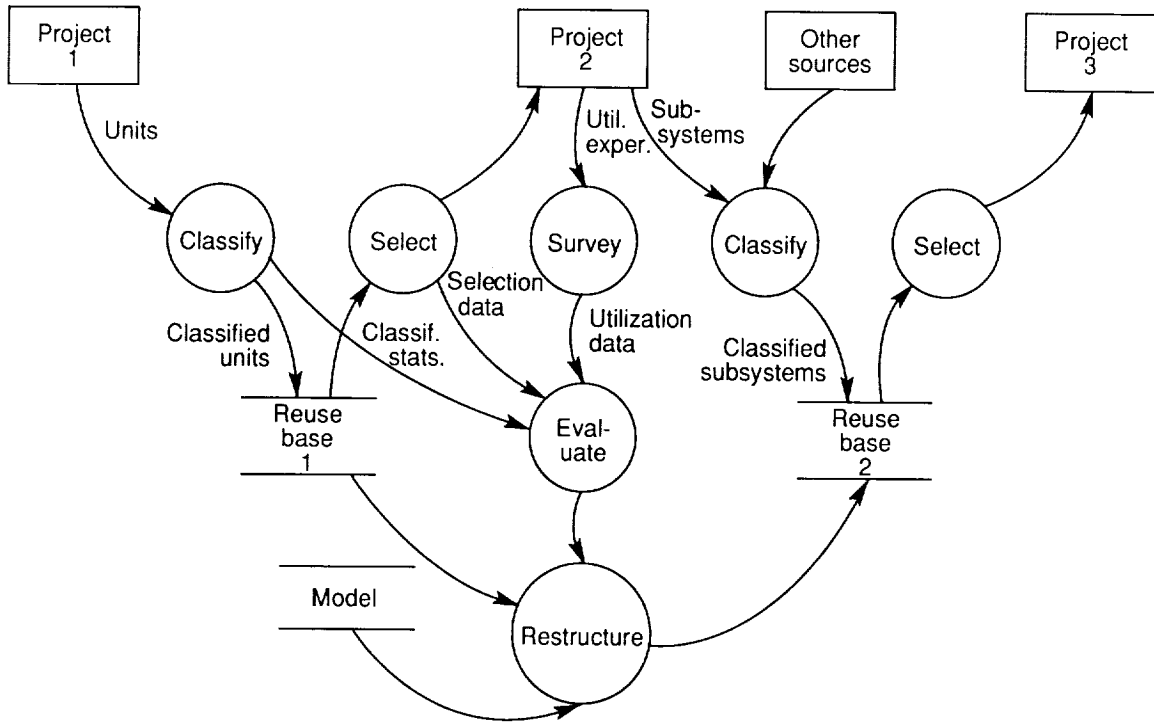 Project
1
Project
2
Other
sources
Project
3
Units
Util.
exper.
Sub-
systems
Classify
Select
Survey
Classify
Select
Selection
data
Classified
units
Classif.
stats.
Utilization
data
Classified
subsystems
Reuse
base
1
Eval-
uate
Reuse
base
2
Model
Restructure